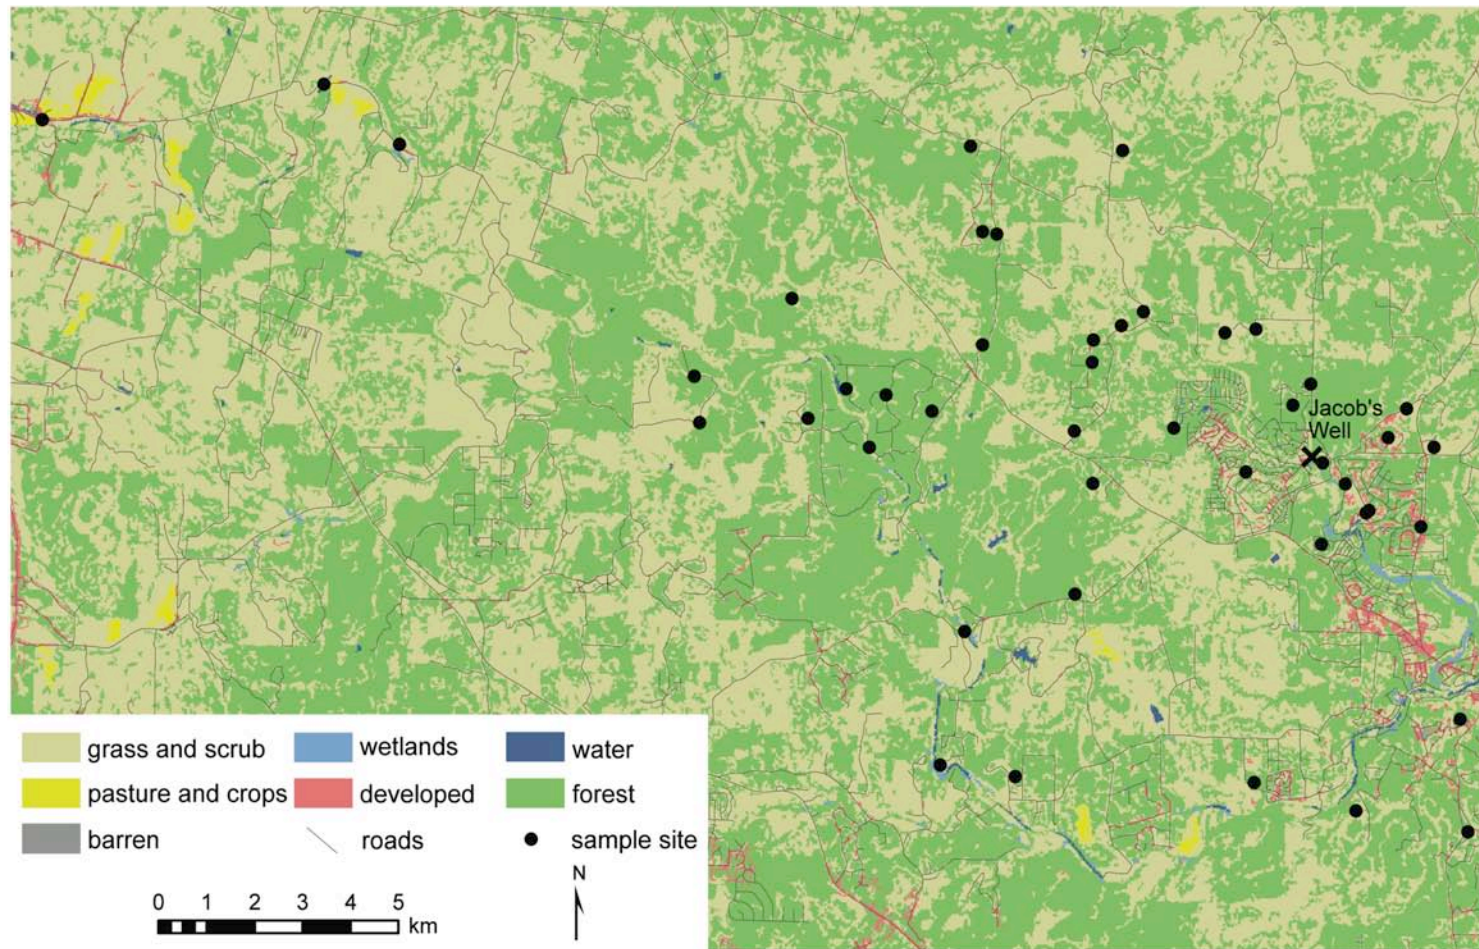 Jacob's
Well
grass and scrub
wetlands
water
pasture and crops
developed
forest
barren
roads
sample site
N
0 1 2 3 4 5
km